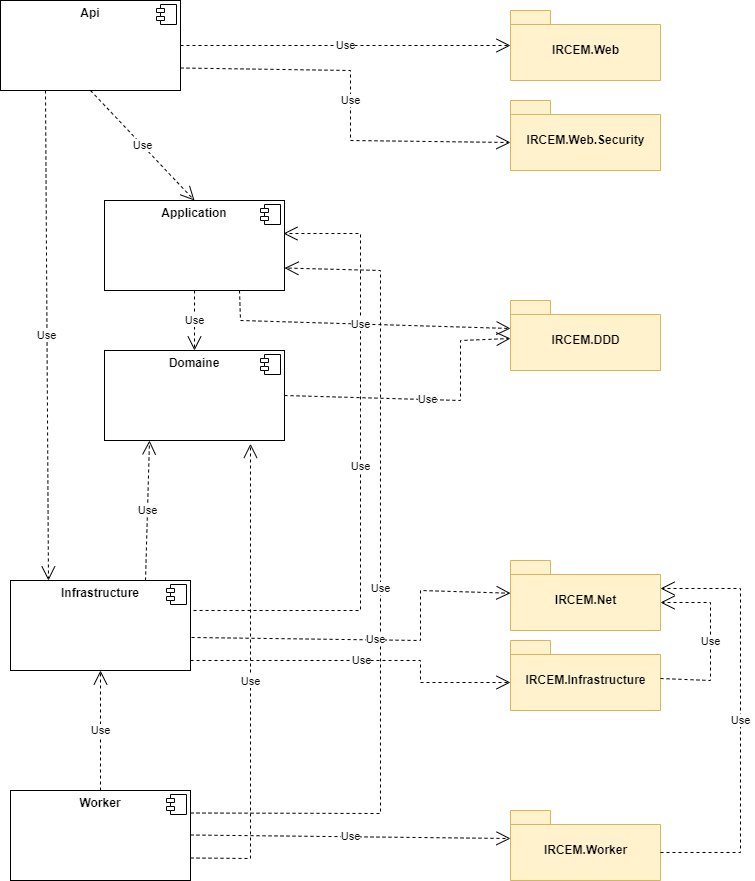 Api
Use
IRCEM.Web
Use
IRCEM.Web.Security
Use
Application
Use
Use
IRCEM.DDD
Use
Domaine
Use
Use
Use
Use
Infrastructure
Use
IRCEM.Net
Use
Use
Use
IRCEM.Infrastructure
Use
Use
Use
Worker
Use
IRCEM.Worker